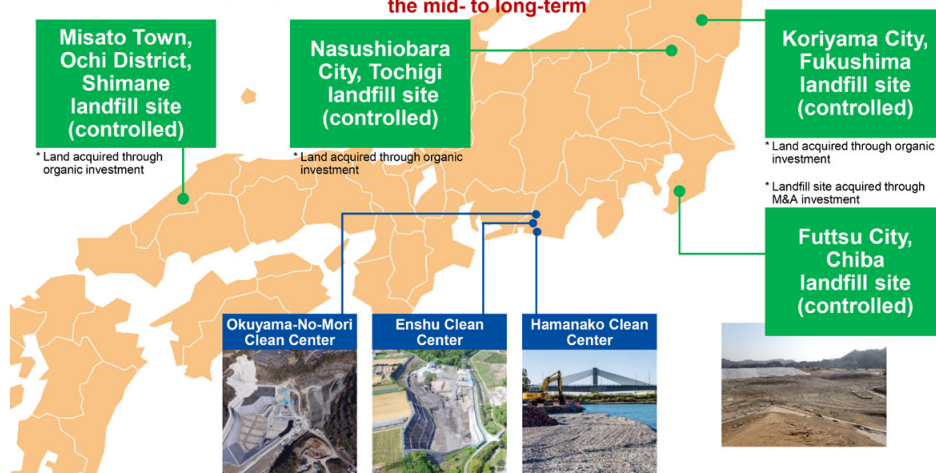 the mid- to long-term
Misato Town,
Ochi District,
Shimane
landfill site
(controlled)
* Land acquired through
organic investment
Nasushiobara
City, Tochigi
landfill site
(controlled)
* Land acquired through organic
investment
Koriyama City,
Fukushima
landfill site
(controlled)
* Land acquired through organic
investment
* Landfill site acquired through
M&A investment
Futtsu City,
Chiba
landfill site
(controlled)
Okuyama-No-Mori
Clean Center
Enshu Clean
Center
Hamanako Clean
Center